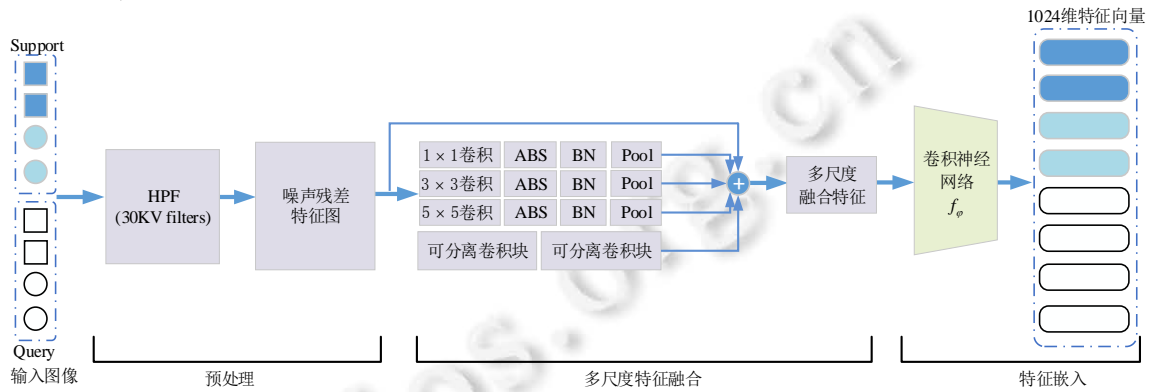 1024维特征向量
Support
HPF
(30KV filters)
噪声残差
特征图
1×1卷积 ABS BN Pool
3×3卷积 ABS BN Pool
5×5卷积 ABS BN Pool
可分离卷积块 可分离卷积块
+
多尺度
融合特征
卷积神经
网络
fφ
Query
输入图像
预处理
多尺度特征融合
特征嵌入